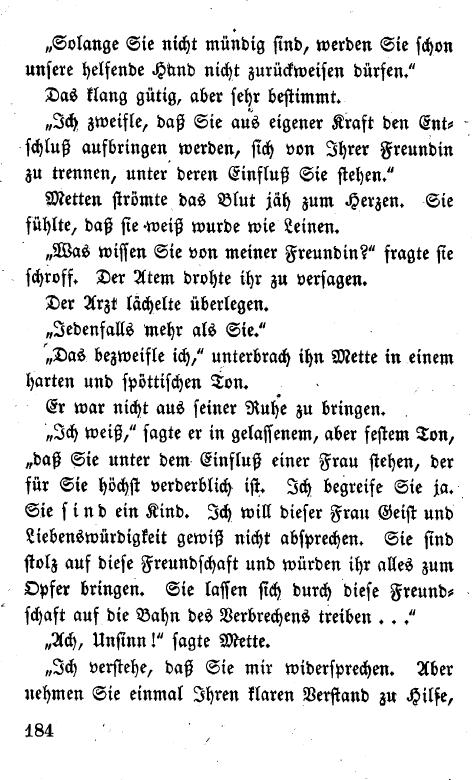 „Solange Sie nicht mündig sind, werden Sie schon
unsere helfende Hand nicht zurückweisen dürfen.“
Das klang gütig, aber sehr bestimmt.
„Ich zweifle, daß Sie aus eigener Kraft den Ent-
schluß aufbringen werden, sich von Ihrer Freundin
zu trennen, unter deren Einfluß Sie stehen.“
Metten strömte das Blut jäh zum Herzen. Sie
fühlte, daß sie weiß wurde wie Leinen.
„Was wissen Sie von meiner Freundin?“ fragte sie
schroff. Der Atem drohte ihr zu versagen.
Der Arzt lächelte überlegen.
„Jedenfalls mehr als Sie.“
„Das bezweifle ich,“ unterbrach ihn Mette in einem
harten und spöttischen Ton.
Er war nicht aus seiner Ruhe zu bringen.
„Ich weiß,“ sagte er in gelassenem, aber festem Ton,
„daß Sie unter dem Einfluß einer Frau stehen, der
für Sie höchst verderblich ist. Ich begreife Sie ja.
Sie sind ein Kind. Ich will dieser Frau Geist und
Liebenswürdigkeit gewiß nicht absprechen. Sie sind
stolz auf diese Freundschaft und würden ihr alles zum
Opfer bringen. Sie lassen sich durch diese Freund-
schaft auf die Bahn des Verbrechens treiben . . .“
„Ach, Unsinn!“ sagte Mette.
„Ich verstehe, daß Sie mir widersprechen. Aber
nehmen Sie einmal Ihren klaren Verstand zu Hilfe,
184